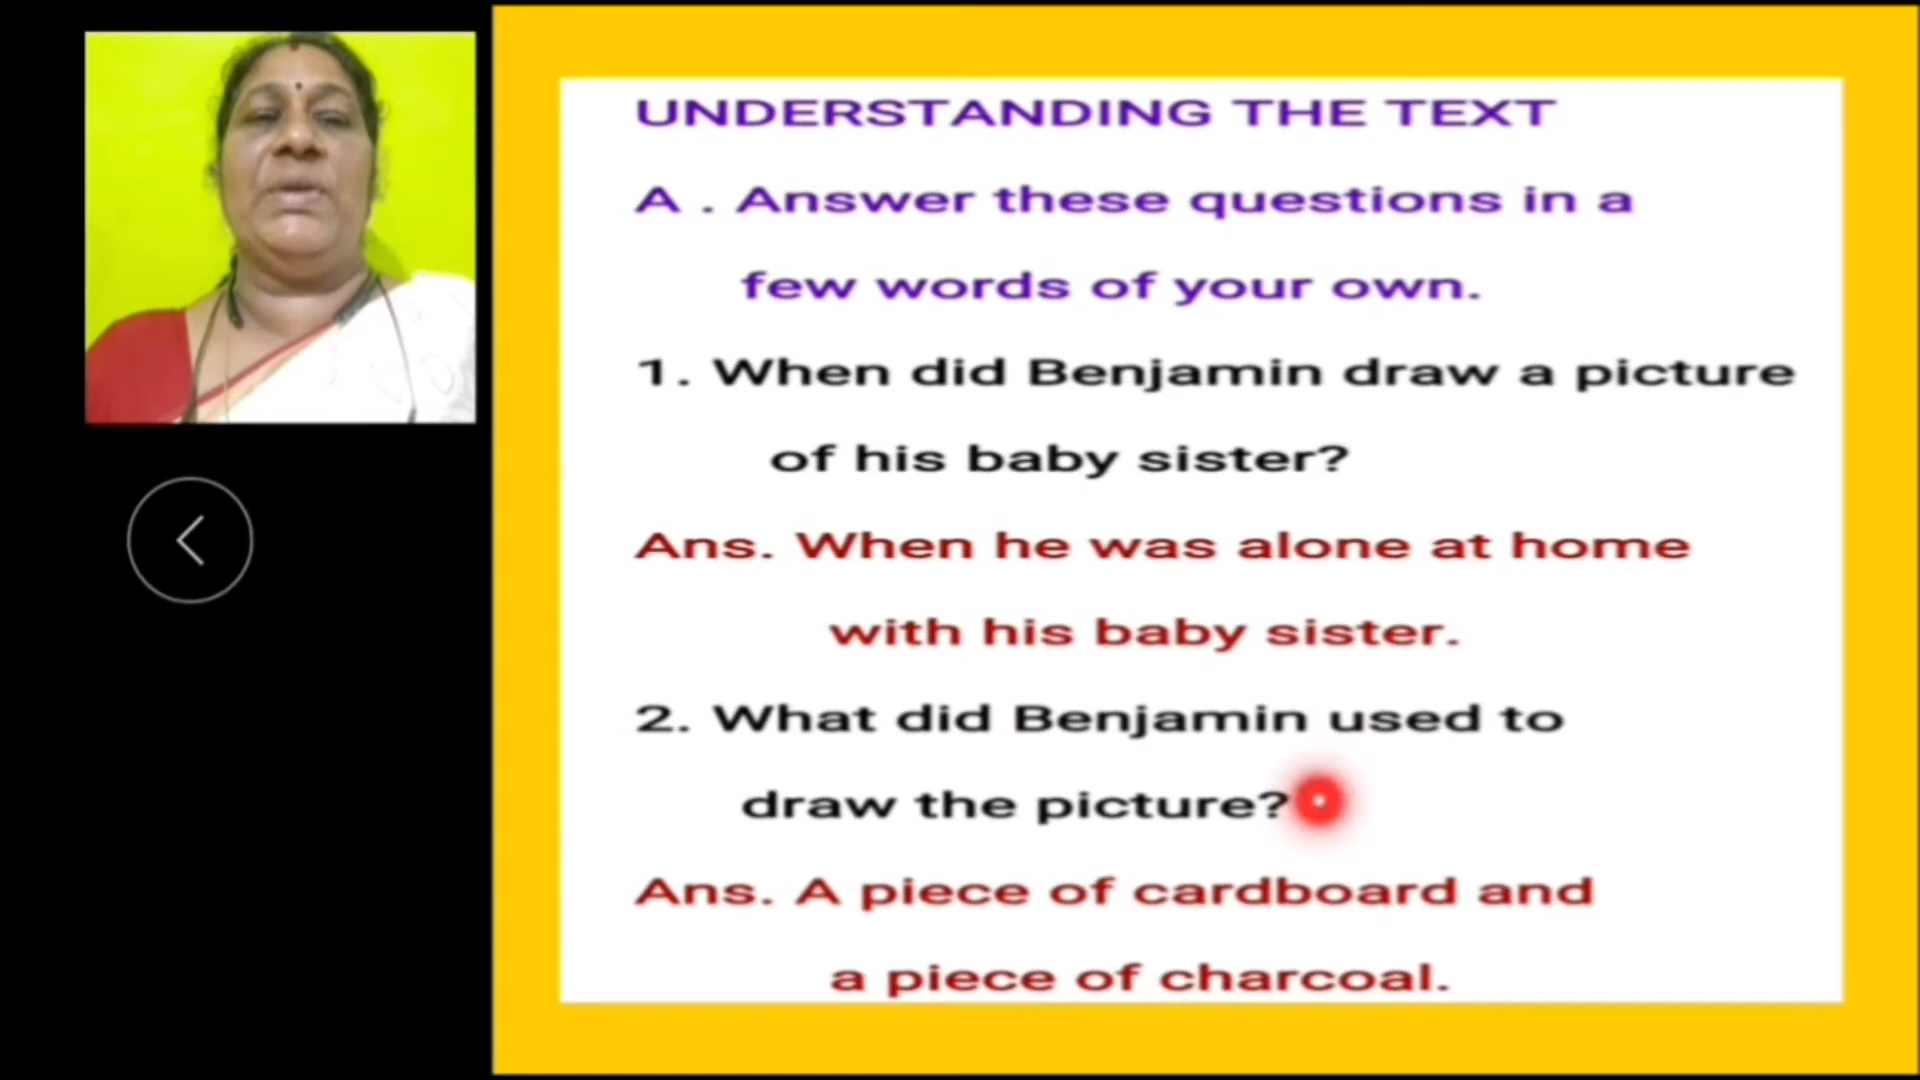 UNDERSTANDING THE TEXT
A . Answer these questions in a
few words of your own.
1. When did Benjamin draw a picture
of his baby sister?
Ans. When he was alone at home
with his baby sister.
2. What did Benjamin used to
draw the picture?
Ans. A piece of cardboard and
a piece of charcoal.